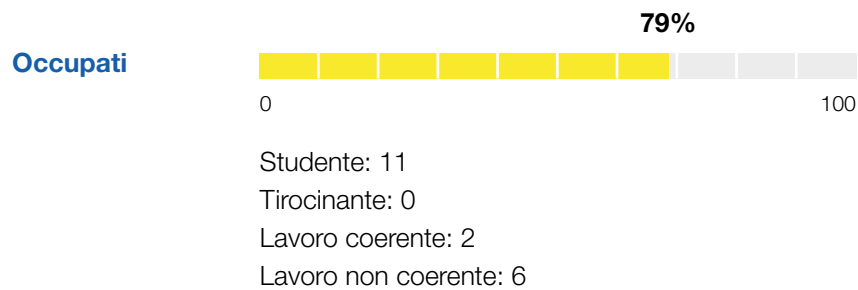 79%
Occupati
0 100
Studente: 11
Tirocinante: 0
Lavoro coerente: 2
Lavoro non coerente: 6